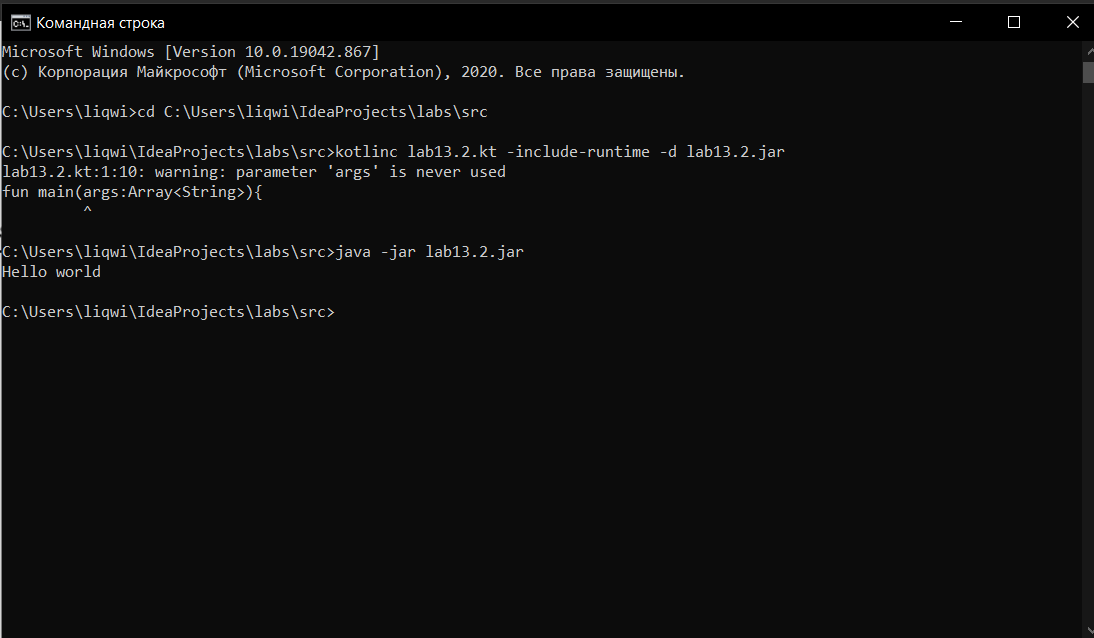 Командная строка
Microsoft Windows [Version 10.0.19042.867]
(c) Корпорация Майкрософт (Microsoft Corporation), 2020. Все права защищены.
C:\Users\liqwi>cd C:\Users\liqwi\IdeaProjects\labs\src
C:\Users\liqwi\IdeaProjects\labs\src>kotlinc lab13.2.kt -include-runtime -d lab13.2.jar
lab13.2.kt:1:10: warning: parameter 'args' is never used
fun main(args:Array<String>){
         ^
C:\Users\liqwi\IdeaProjects\labs\src>java -jar lab13.2.jar
Hello world
C:\Users\liqwi\IdeaProjects\labs\src>